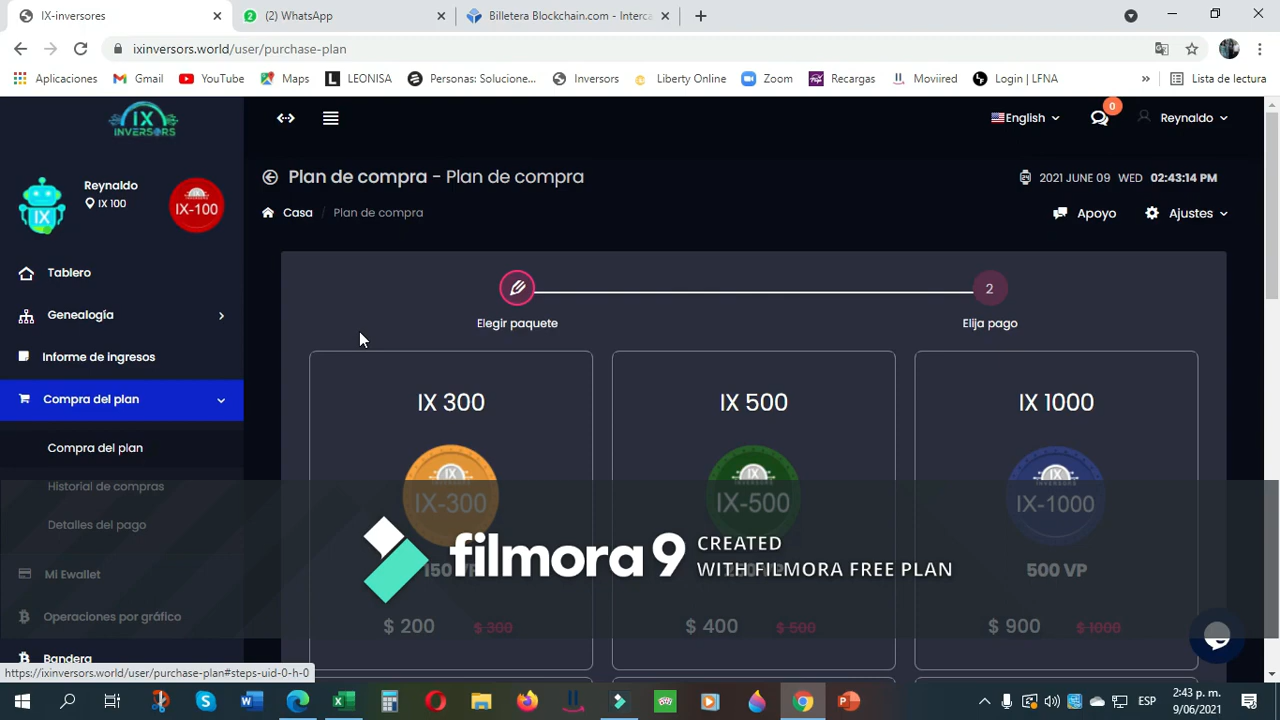 IX-inversores
(2) WhatsApp
Billetera Blockchain.com - Interca
ixinversors.world/user/purchase-plan
Aplicaciones
Gmail
YouTube
Maps
LEONISA
Personas: Solucione...
Inversors
Liberty Online
Zoom
Recargas
Moviired
Login | LFNA
Lista de lectura
IX
INVERSORS
English
0
Reynaldo
Reynaldo
IX 100
IX
IX-100
Plan de compra - Plan de compra
2021 JUNE 09 WED 02:43:14 PM
Casa / Plan de compra
Apoyo
Ajustes
Tablero
Genealogía
Informe de ingresos
Compra del plan
Compra del plan
Historial de compras
Detalles del pago
Mi Ewallet
Operaciones por gráfico
Bandera
2
Elegir paquete
Elija pago
IX 300
IX 500
IX 1000
IX-300
IX-500
IX-1000
150 VP
500 VP
$ 200 $ 300
$ 400 $ 500
$ 900 $ 1000
filmora 9
CREATED
WITH FILMORA FREE PLAN
https://ixinversors.world/user/purchase-plan#steps-uid-0-h-0
ESP
2:43 p. m.
9/06/2021